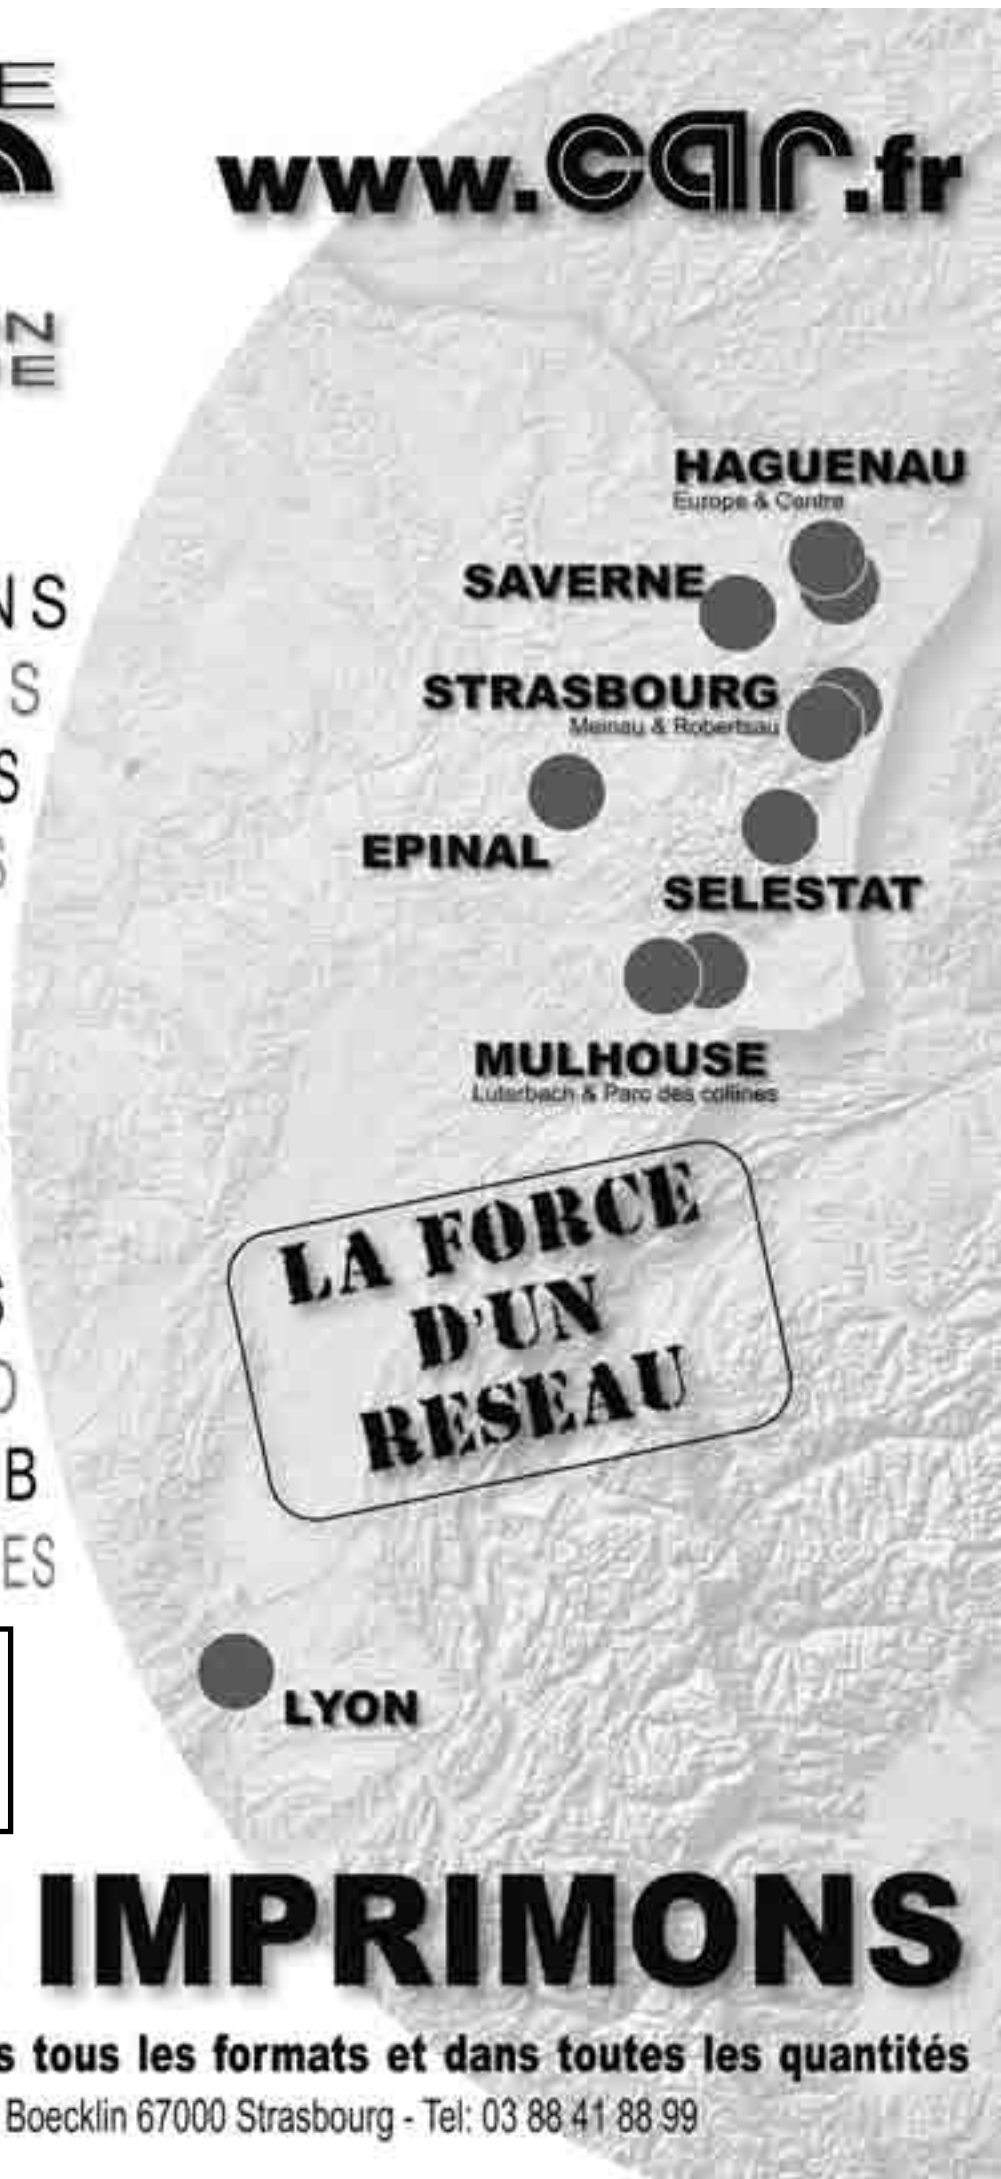 E
www.car.fr
N
E
HAGUENAU
Europe & Centre
SAVERNE
NS
STRASBOURG
S
Meinau & Robertsau
S
EPINAL
S
SELESTAT
MULHOUSE
Luterbach & Parc des collines
LA FORCE
D'UN
RESEAU
S
D
B
ES
LYON
IMPRIMONS
s tous les formats et dans toutes les quantités
Boecklin 67000 Strasbourg - Tel: 03 88 41 88 99